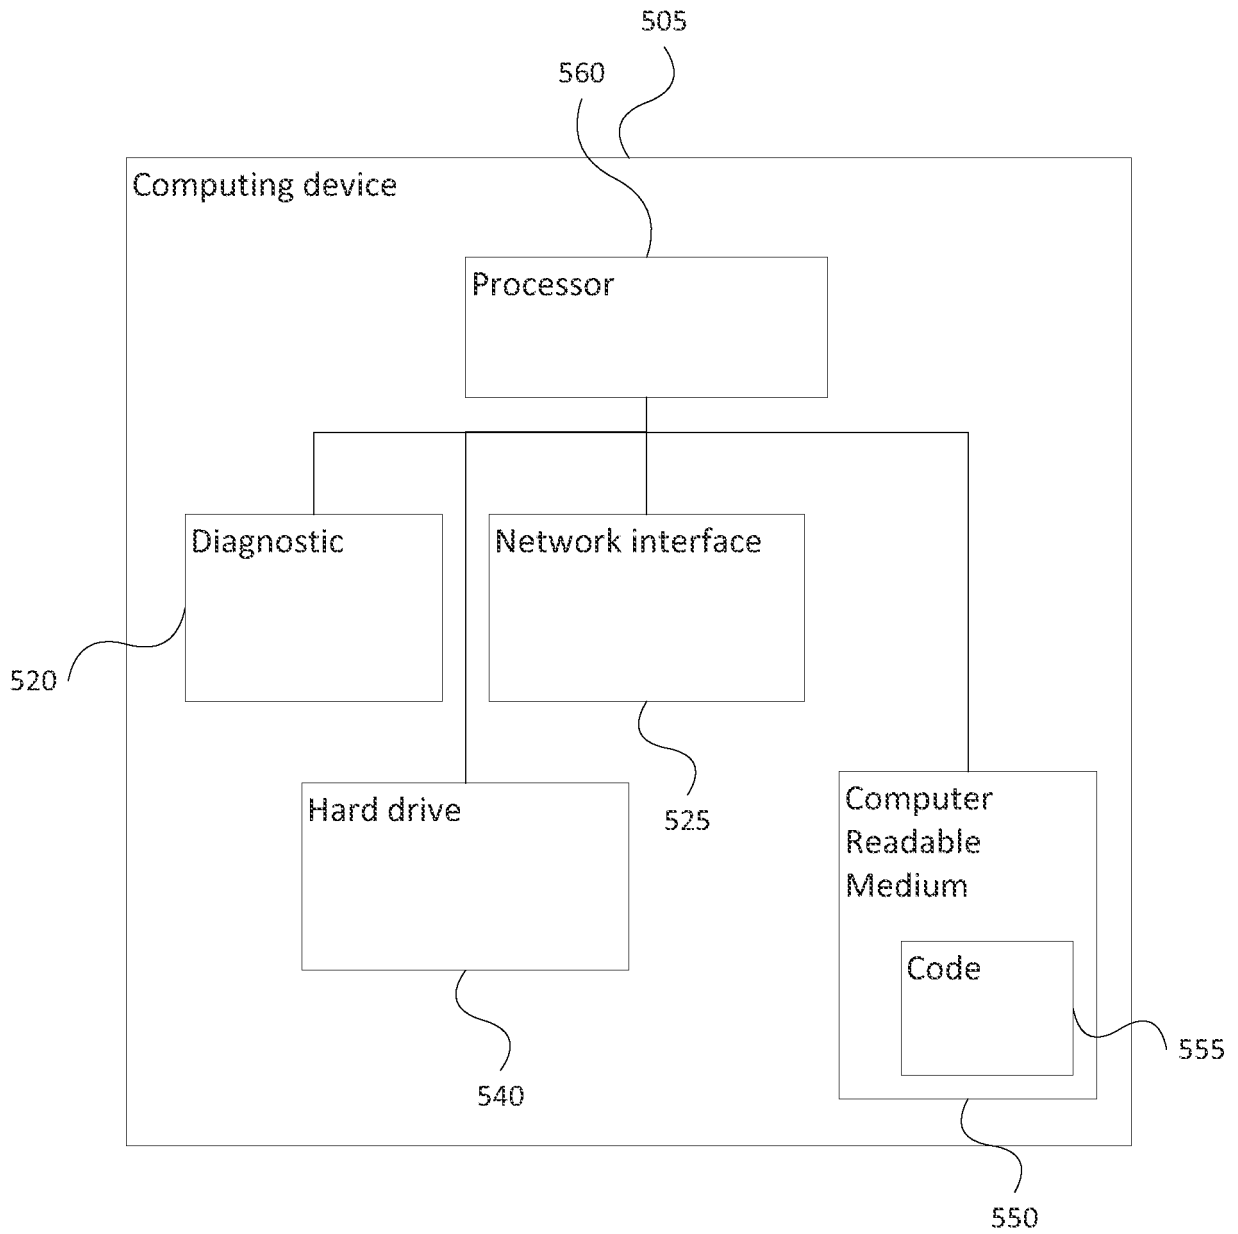 505
560
Computing device
Processor
Diagnostic
Network interface
520
Hard drive
525
Computer
Readable
Medium
Code
555
540
550